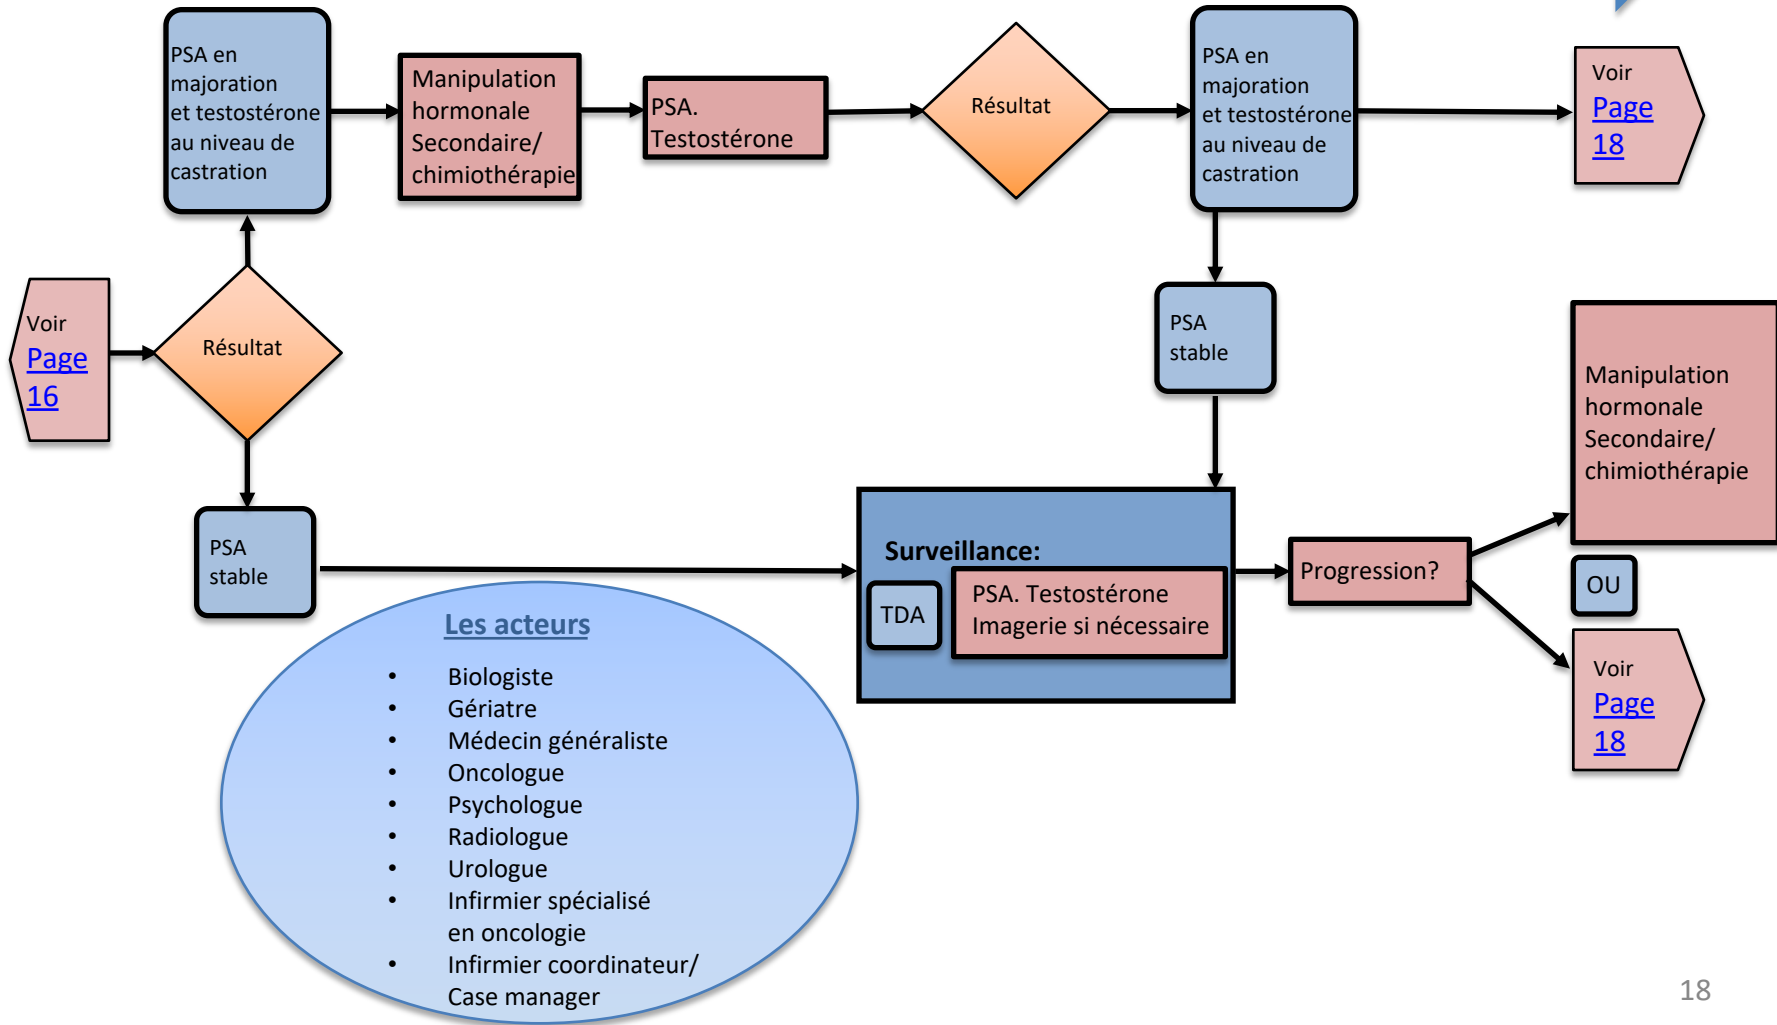 PSA en
majoration
et testostérone
au niveau de
castration
Manipulation
hormonale
Secondaire/
chimiothérapie
PSA.
Testostérone
Résultat
PSA en
majoration
et testostérone
au niveau de
castration
Voir
Page
18
Voir
Page
16
Résultat
PSA
stable
PSA
stable
Surveillance:
TDA
PSA. Testostérone
Imagerie si nécessaire
Progression?
Manipulation
hormonale
Secondaire/
chimiothérapie
OU
Voir
Page
18
Les acteurs
• Biologiste
• Gériatre
• Médecin généraliste
• Oncologue
• Psychologue
• Radiologue
• Urologue
• Infirmier spécialisé
en oncologie
• Infirmier coordinateur/
Case manager
18